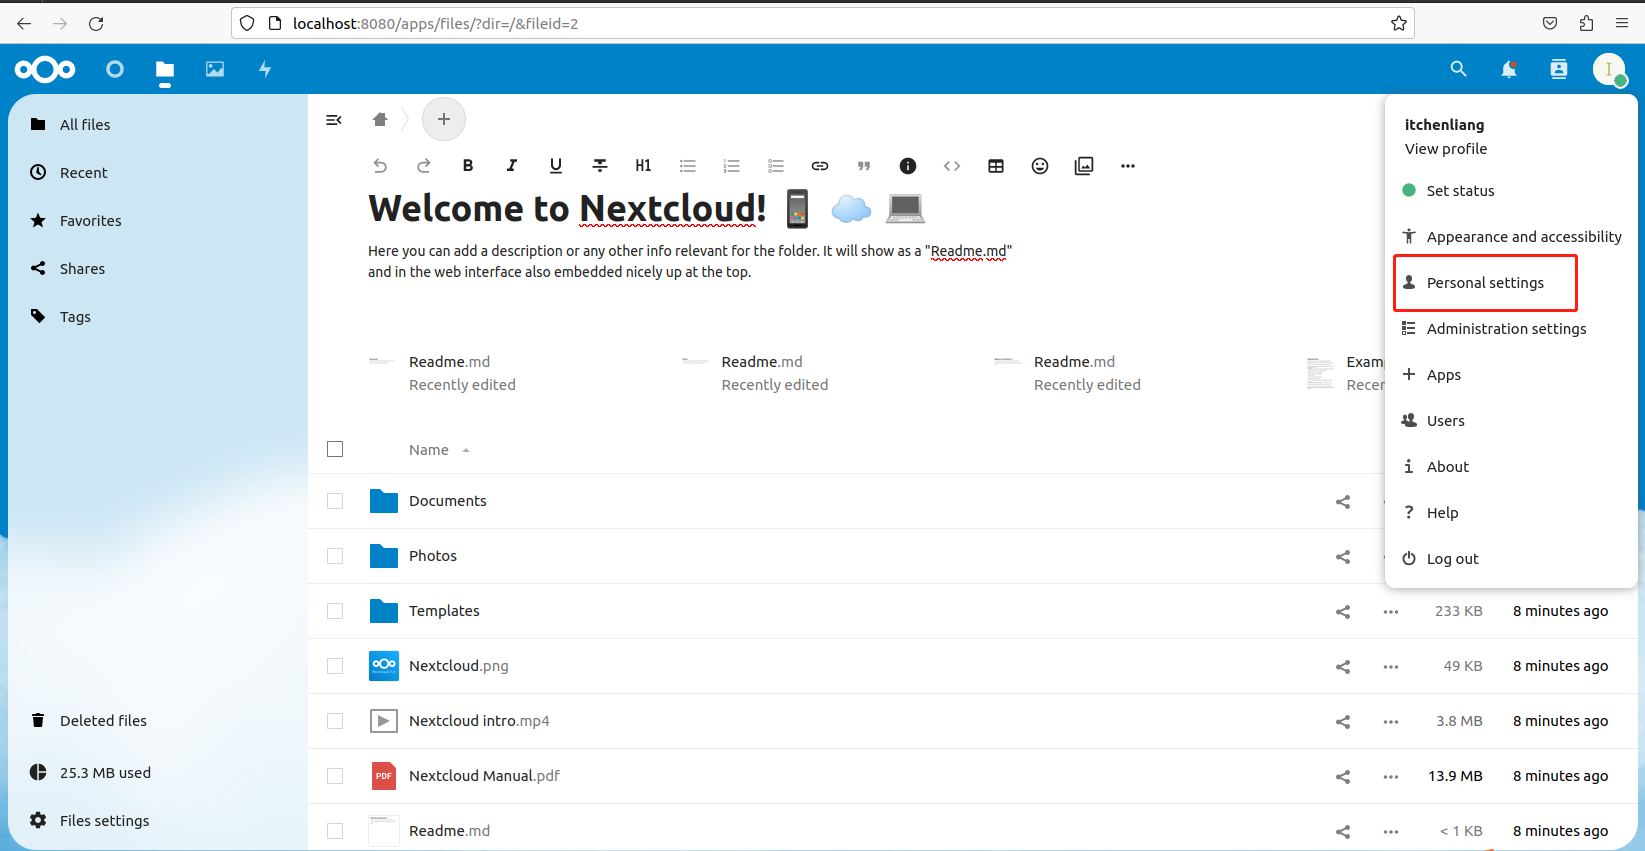 localhost:8080/apps/files/?dir=/&fileid=2
I
All files
Recent
Favorites
Shares
Tags
Deleted files
25.3 MB used
Files settings
H1
Welcome to Nextcloud!
Here you can add a description or any other info relevant for the folder. It will show as a "Readme.md"
and in the web interface also embedded nicely up at the top.
Readme.md
Recently edited
Readme.md
Recently edited
Readme.md
Recently edited
Exam
Recen
Name
Documents
Photos
Templates 233 KB 8 minutes ago
Nextcloud.png 49 KB 8 minutes ago
Nextcloud intro.mp4 3.8 MB 8 minutes ago
PDF Nextcloud Manual.pdf 13.9 MB 8 minutes ago
Readme.md < 1 KB 8 minutes ago
itchenliang
View profile
Set status
Appearance and accessibility
Personal settings
Administration settings
Apps
Users
About
Help
Log out